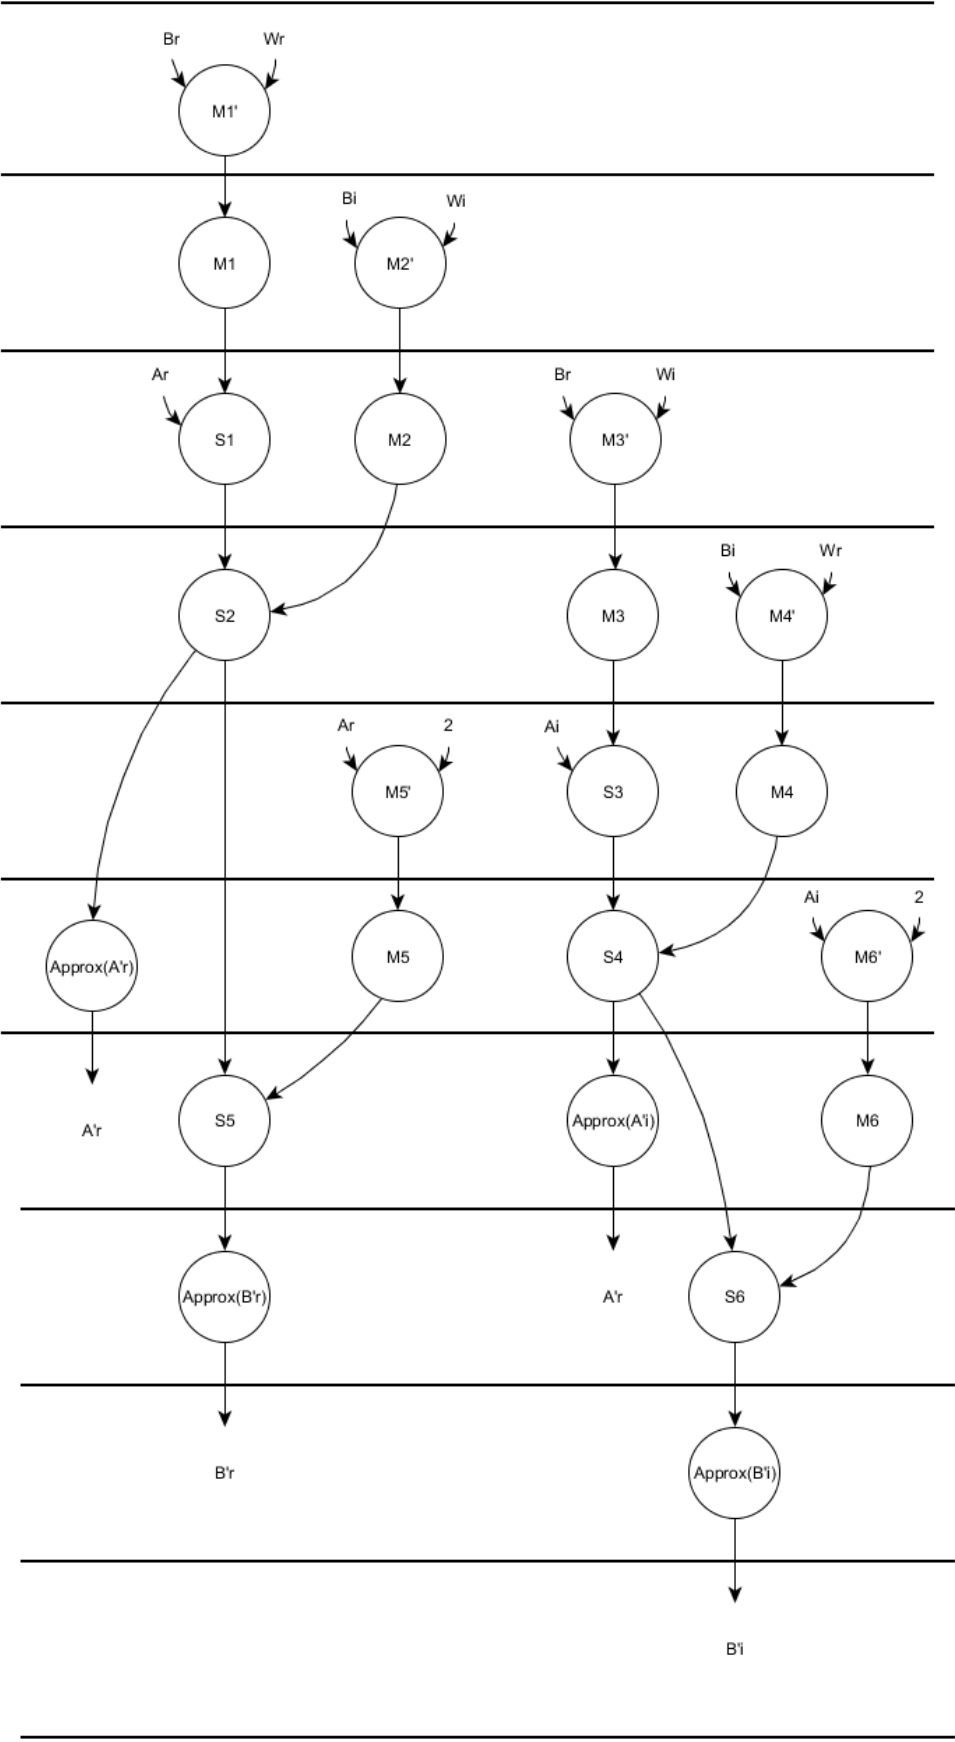 Br Wr
M1'
Bi Wi
M1 M2'
Ar Br Wi
S1 M2 M3'
Bi Wr
S2 M3 M4'
Ar 2 Ai
M5' S3 M4
Ai 2
Approx(A'r) M5 S4 M6'
A'r S5 Approx(A'i) M6
Approx(B'r) A'r S6
B'r Approx(B'i)
B'i